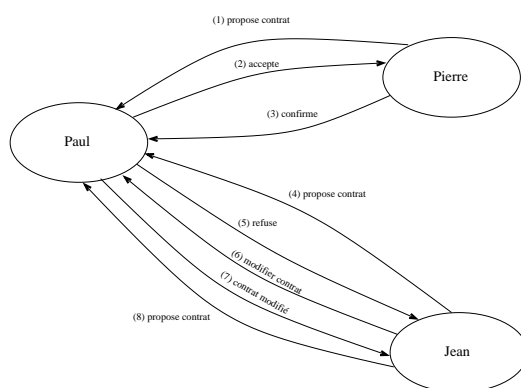 (1) propose contrat
(2) accepte
Pierre
(3) confirme
Paul
(4) propose contrat
(5) refuse
(6) modifier contrat
(7) contrat modifié
(8) propose contrat
Jean